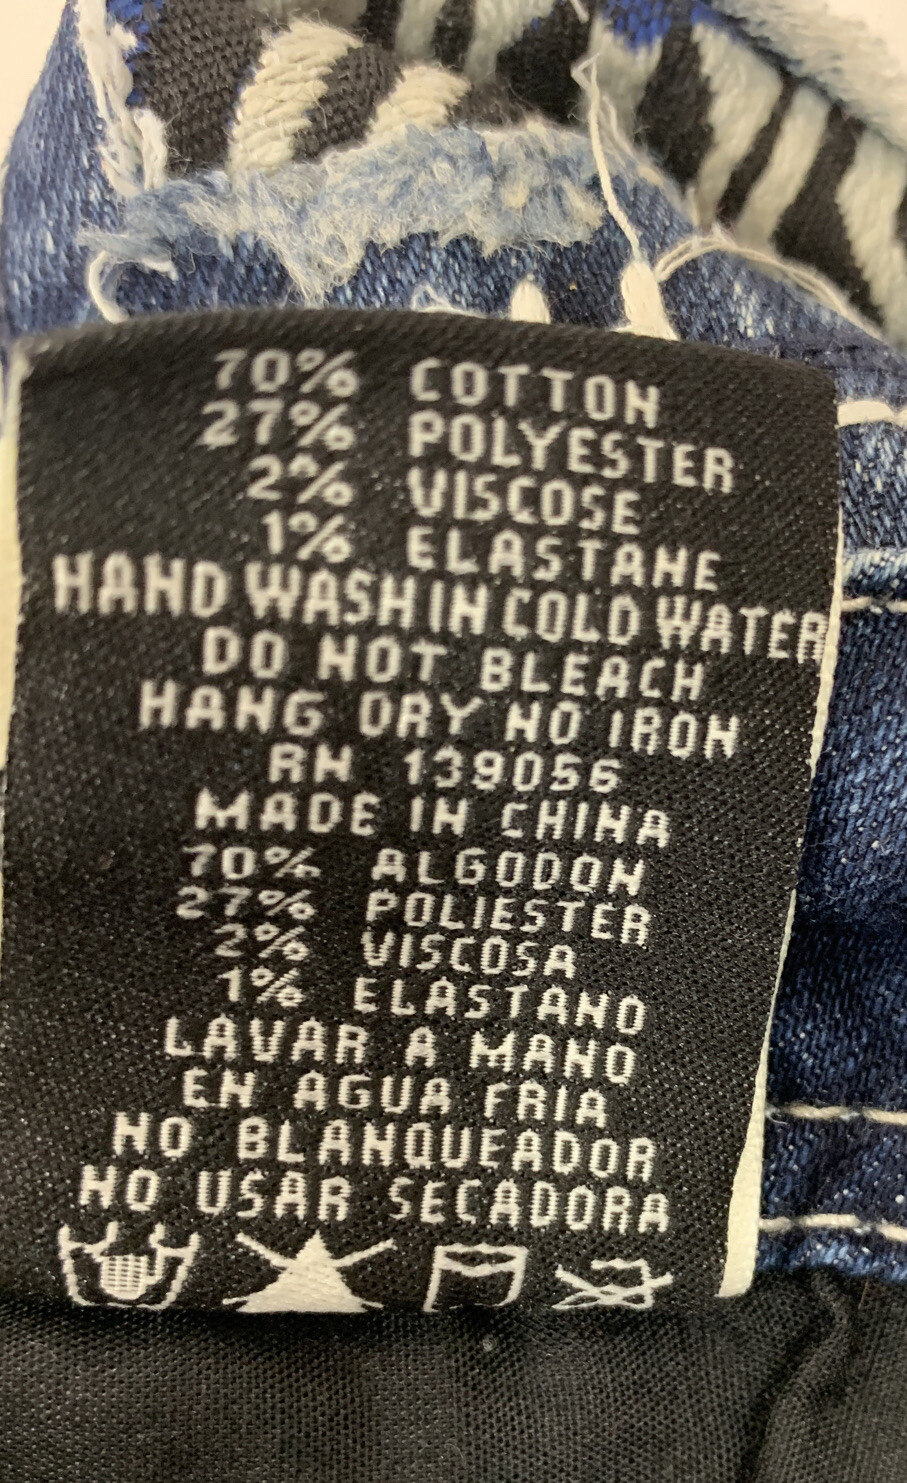 70% COTTON
27% POLYESTER
2% VISCOSE
1% ELASTANE
HAND WASH IN COLD WATER
DO NOT BLEACH
HANG DRY NO IRON
RN 139056
MADE IN CHINA
70% ALGODON
27% POLIESTER
2% VISCOSA
1% ELASTANO
LAVAR A MANO
EN AGUA FRIA
NO BLANQUEADOR
NO USAR SECADORA